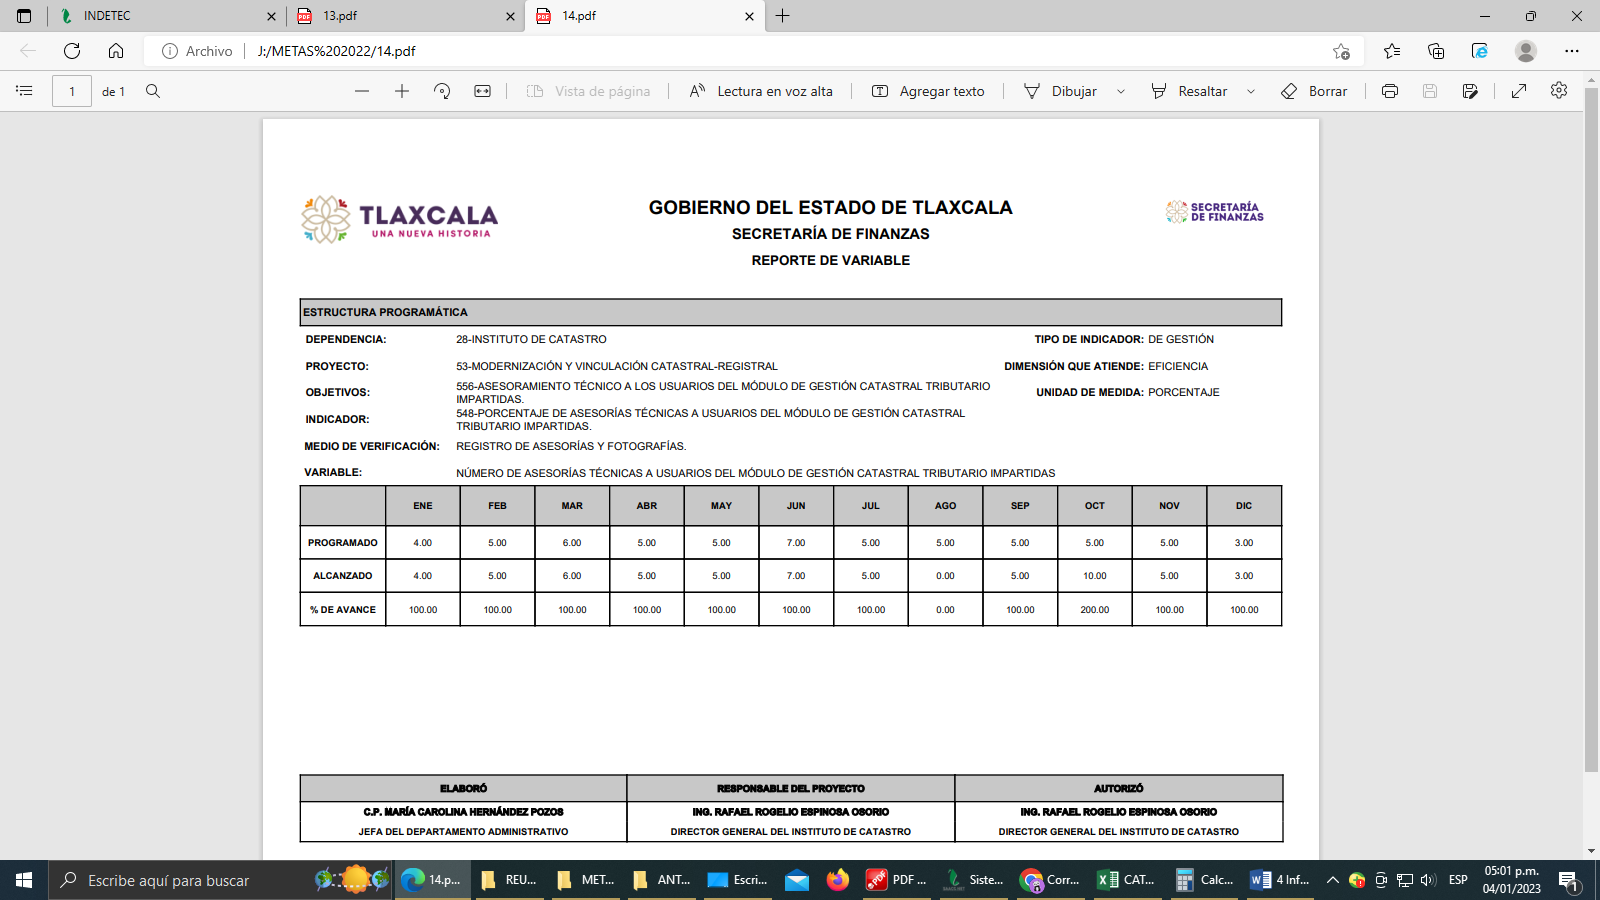 INDETEC
13.pdf
14.pdf
Archivo
J:/METAS%202022/14.pdf
1 de 1
Vista de página
Lectura en voz alta
Agregar texto
Dibujar
Resaltar
Borrar
TLAXCALA
UNA NUEVA HISTORIA
GOBIERNO DEL ESTADO DE TLAXCALA
SECRETARÍA DE FINANZAS
REPORTE DE VARIABLE
SECRETARÍA
DE FINANZAS
ESTRUCTURA PROGRAMÁTICA
DEPENDENCIA: 28-INSTITUTO DE CATASTRO TIPO DE INDICADOR: DE GESTIÓN
PROYECTO: 53-MODERNIZACIÓN Y VINCULACIÓN CATASTRAL-REGISTRAL DIMENSIÓN QUE ATIENDE: EFICIENCIA
OBJETIVOS: 556-ASESORAMIENTO TÉCNICO A LOS USUARIOS DEL MÓDULO DE GESTIÓN CATASTRAL TRIBUTARIO
IMPARTIDAS. UNIDAD DE MEDIDA: PORCENTAJE
INDICADOR: 548-PORCENTAJE DE ASESORÍAS TÉCNICAS A USUARIOS DEL MÓDULO DE GESTIÓN CATASTRAL
TRIBUTARIO IMPARTIDAS.
MEDIO DE VERIFICACIÓN: REGISTRO DE ASESORÍAS Y FOTOGRAFÍAS.
VARIABLE: NÚMERO DE ASESORÍAS TÉCNICAS A USUARIOS DEL MÓDULO DE GESTIÓN CATASTRAL TRIBUTARIO IMPARTIDAS
ENE FEB MAR ABR MAY JUN JUL AGO SEP OCT NOV DIC
PROGRAMADO 4.00 5.00 6.00 5.00 5.00 7.00 5.00 5.00 5.00 5.00 5.00 3.00
ALCANZADO 4.00 5.00 6.00 5.00 5.00 7.00 5.00 0.00 5.00 10.00 5.00 3.00
% DE AVANCE 100.00 100.00 100.00 100.00 100.00 100.00 100.00 0.00 100.00 200.00 100.00 100.00
ELABORÓ RESPONSABLE DEL PROYECTO AUTORIZÓ
C.P. MARÍA CAROLINA HERNÁNDEZ POZOS ING. RAFAEL ROGELIO ESPINOSA OSORIO ING. RAFAEL ROGELIO ESPINOSA OSORIO
JEFA DEL DEPARTAMENTO ADMINISTRATIVO DIRECTOR GENERAL DEL INSTITUTO DE CATASTRO DIRECTOR GENERAL DEL INSTITUTO DE CATASTRO
Escribe aquí para buscar
14.p...
REU...
MET...
ANT...
Escri...
PDF ...
Siste...
Corr...
CAT...
Calc...
4 Inf...
ESP
05:01 p.m.
04/01/2023
1